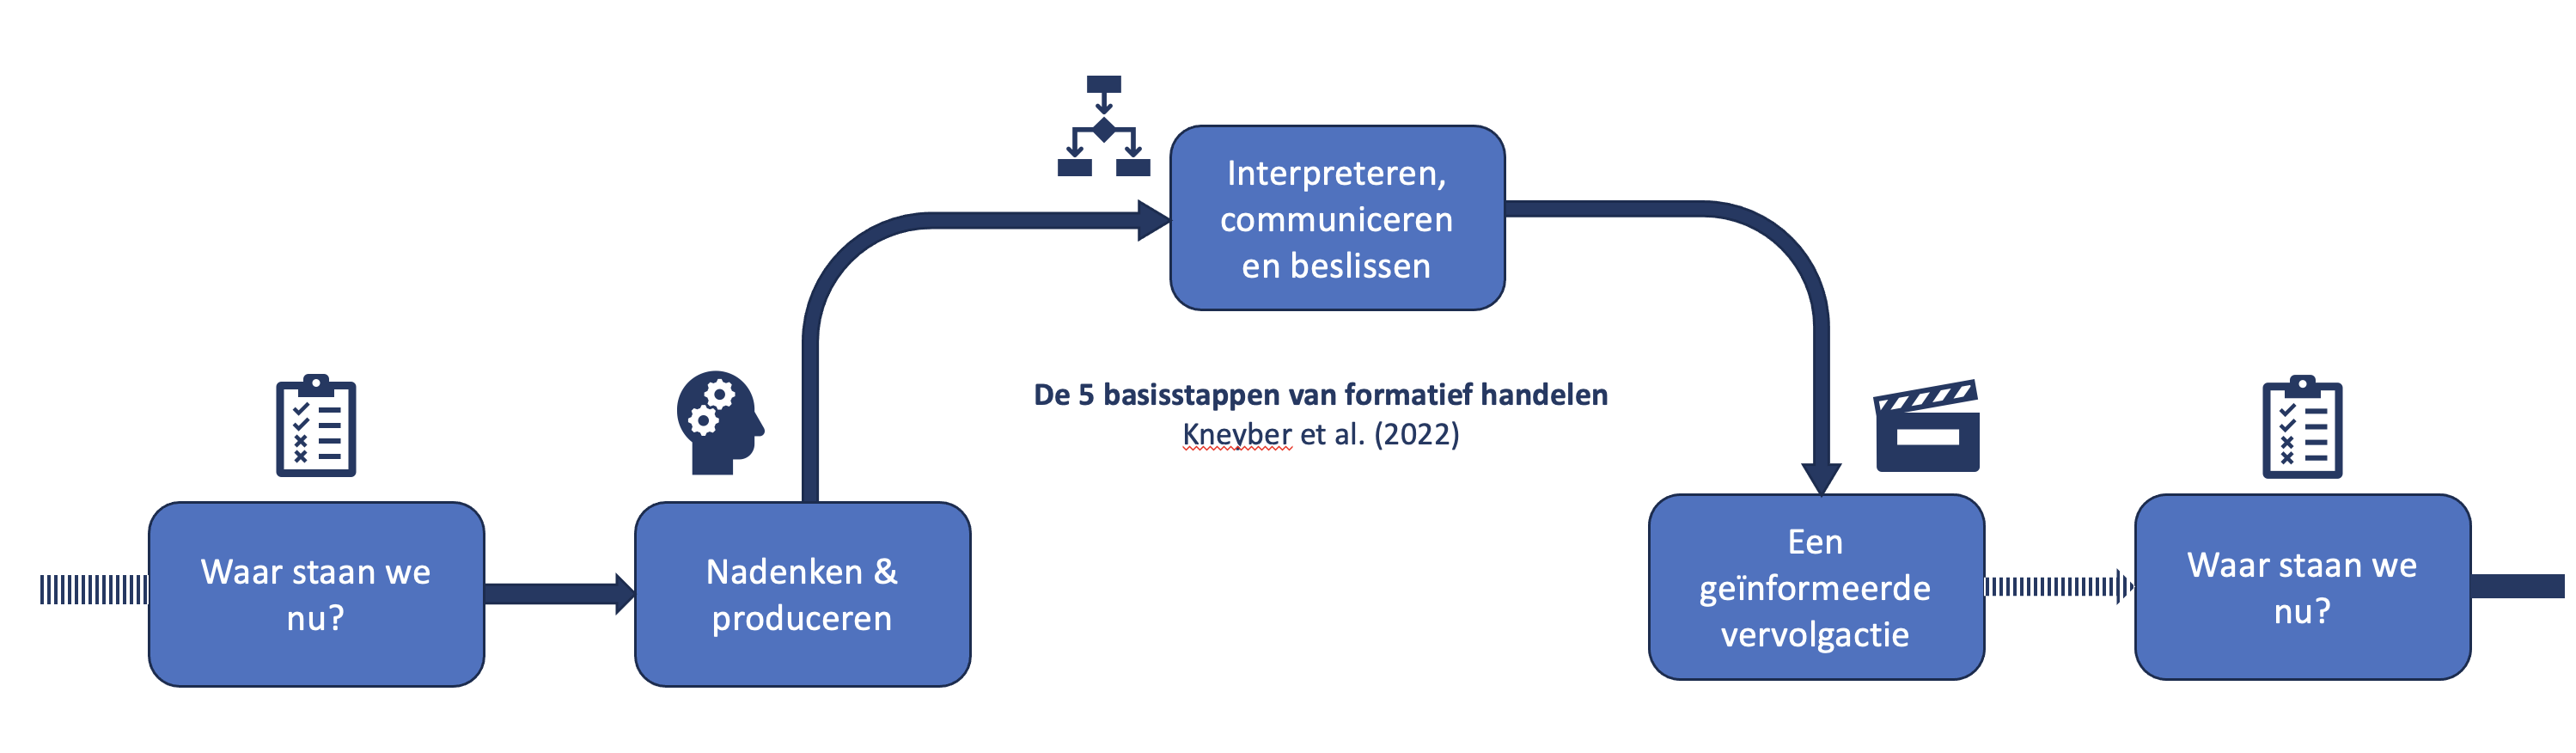 Waar staan we
nu?
Nadenken &
produceren
Interpreteren,
communiceren
en beslissen
De 5 basisstappen van formatief handelen
Kneyber et al. (2022)
Een
geïnformeerde
vervolgactie
Waar staan we
nu?